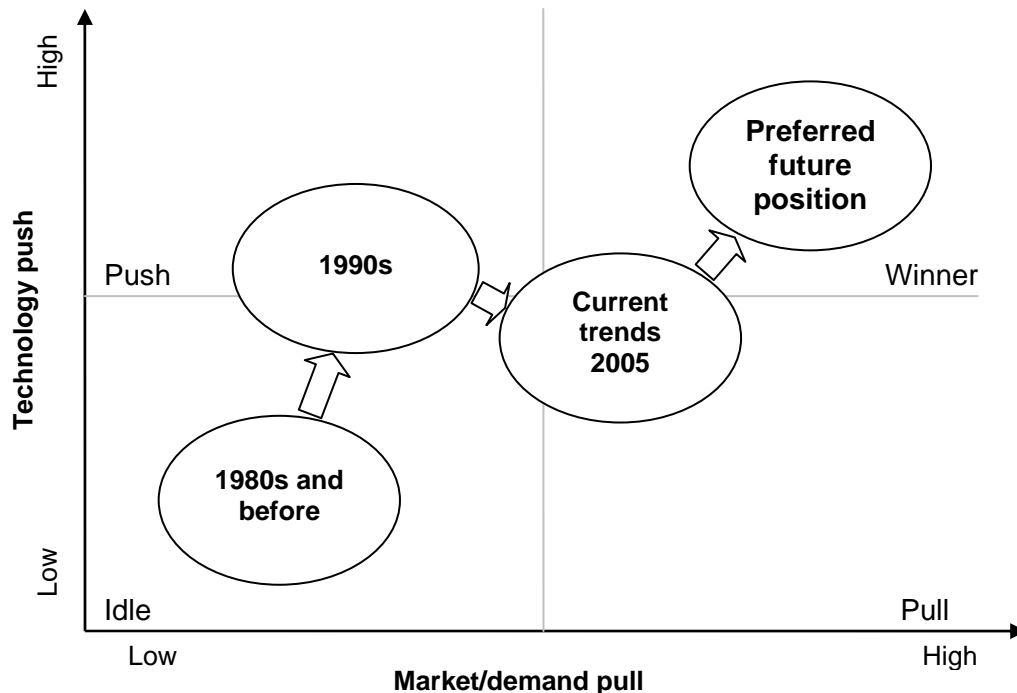 High
Preferred
future
position
Technology push
1990s
Push
Winner
Current
trends
2005
1980s and
before
Low
Idle
Pull
Low
High
Market/demand pull